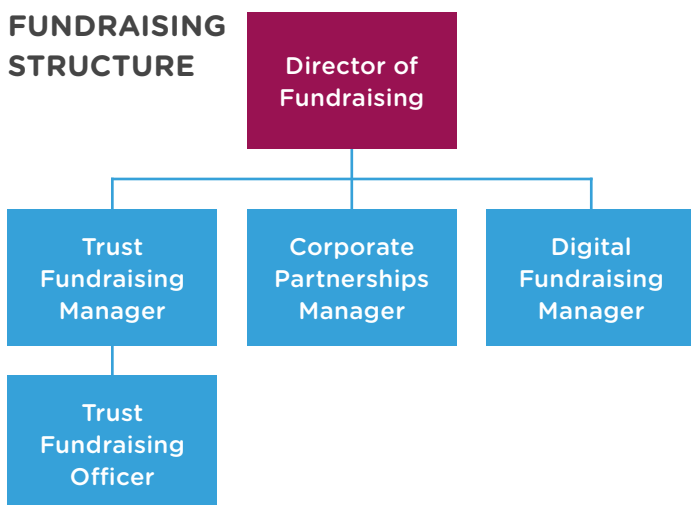 FUNDRAISING
STRUCTURE
Director of
Fundraising
Trust
Fundraising
Manager
Corporate
Partnerships
Manager
Digital
Fundraising
Manager
Trust
Fundraising
Officer